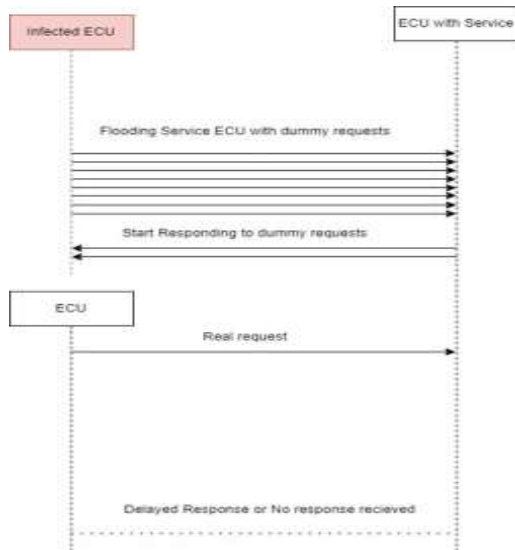 Infected ECU
ECU with Service
Flooding Service ECU with dummy requests
Start Responding to dummy requests
ECU
Real request
Delayed Response or No response recieved